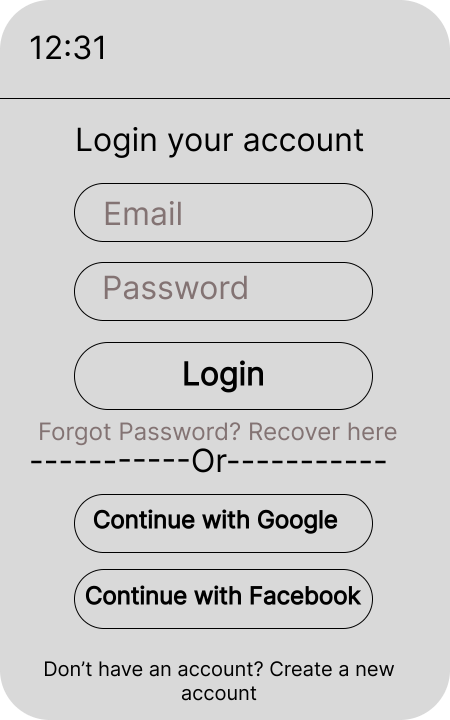 12:31
Login your account
Email
Password
Login
Forgot Password? Recover here
-----------Or-----------
Continue with Google
Continue with Facebook
Don’t have an account? Create a new
account